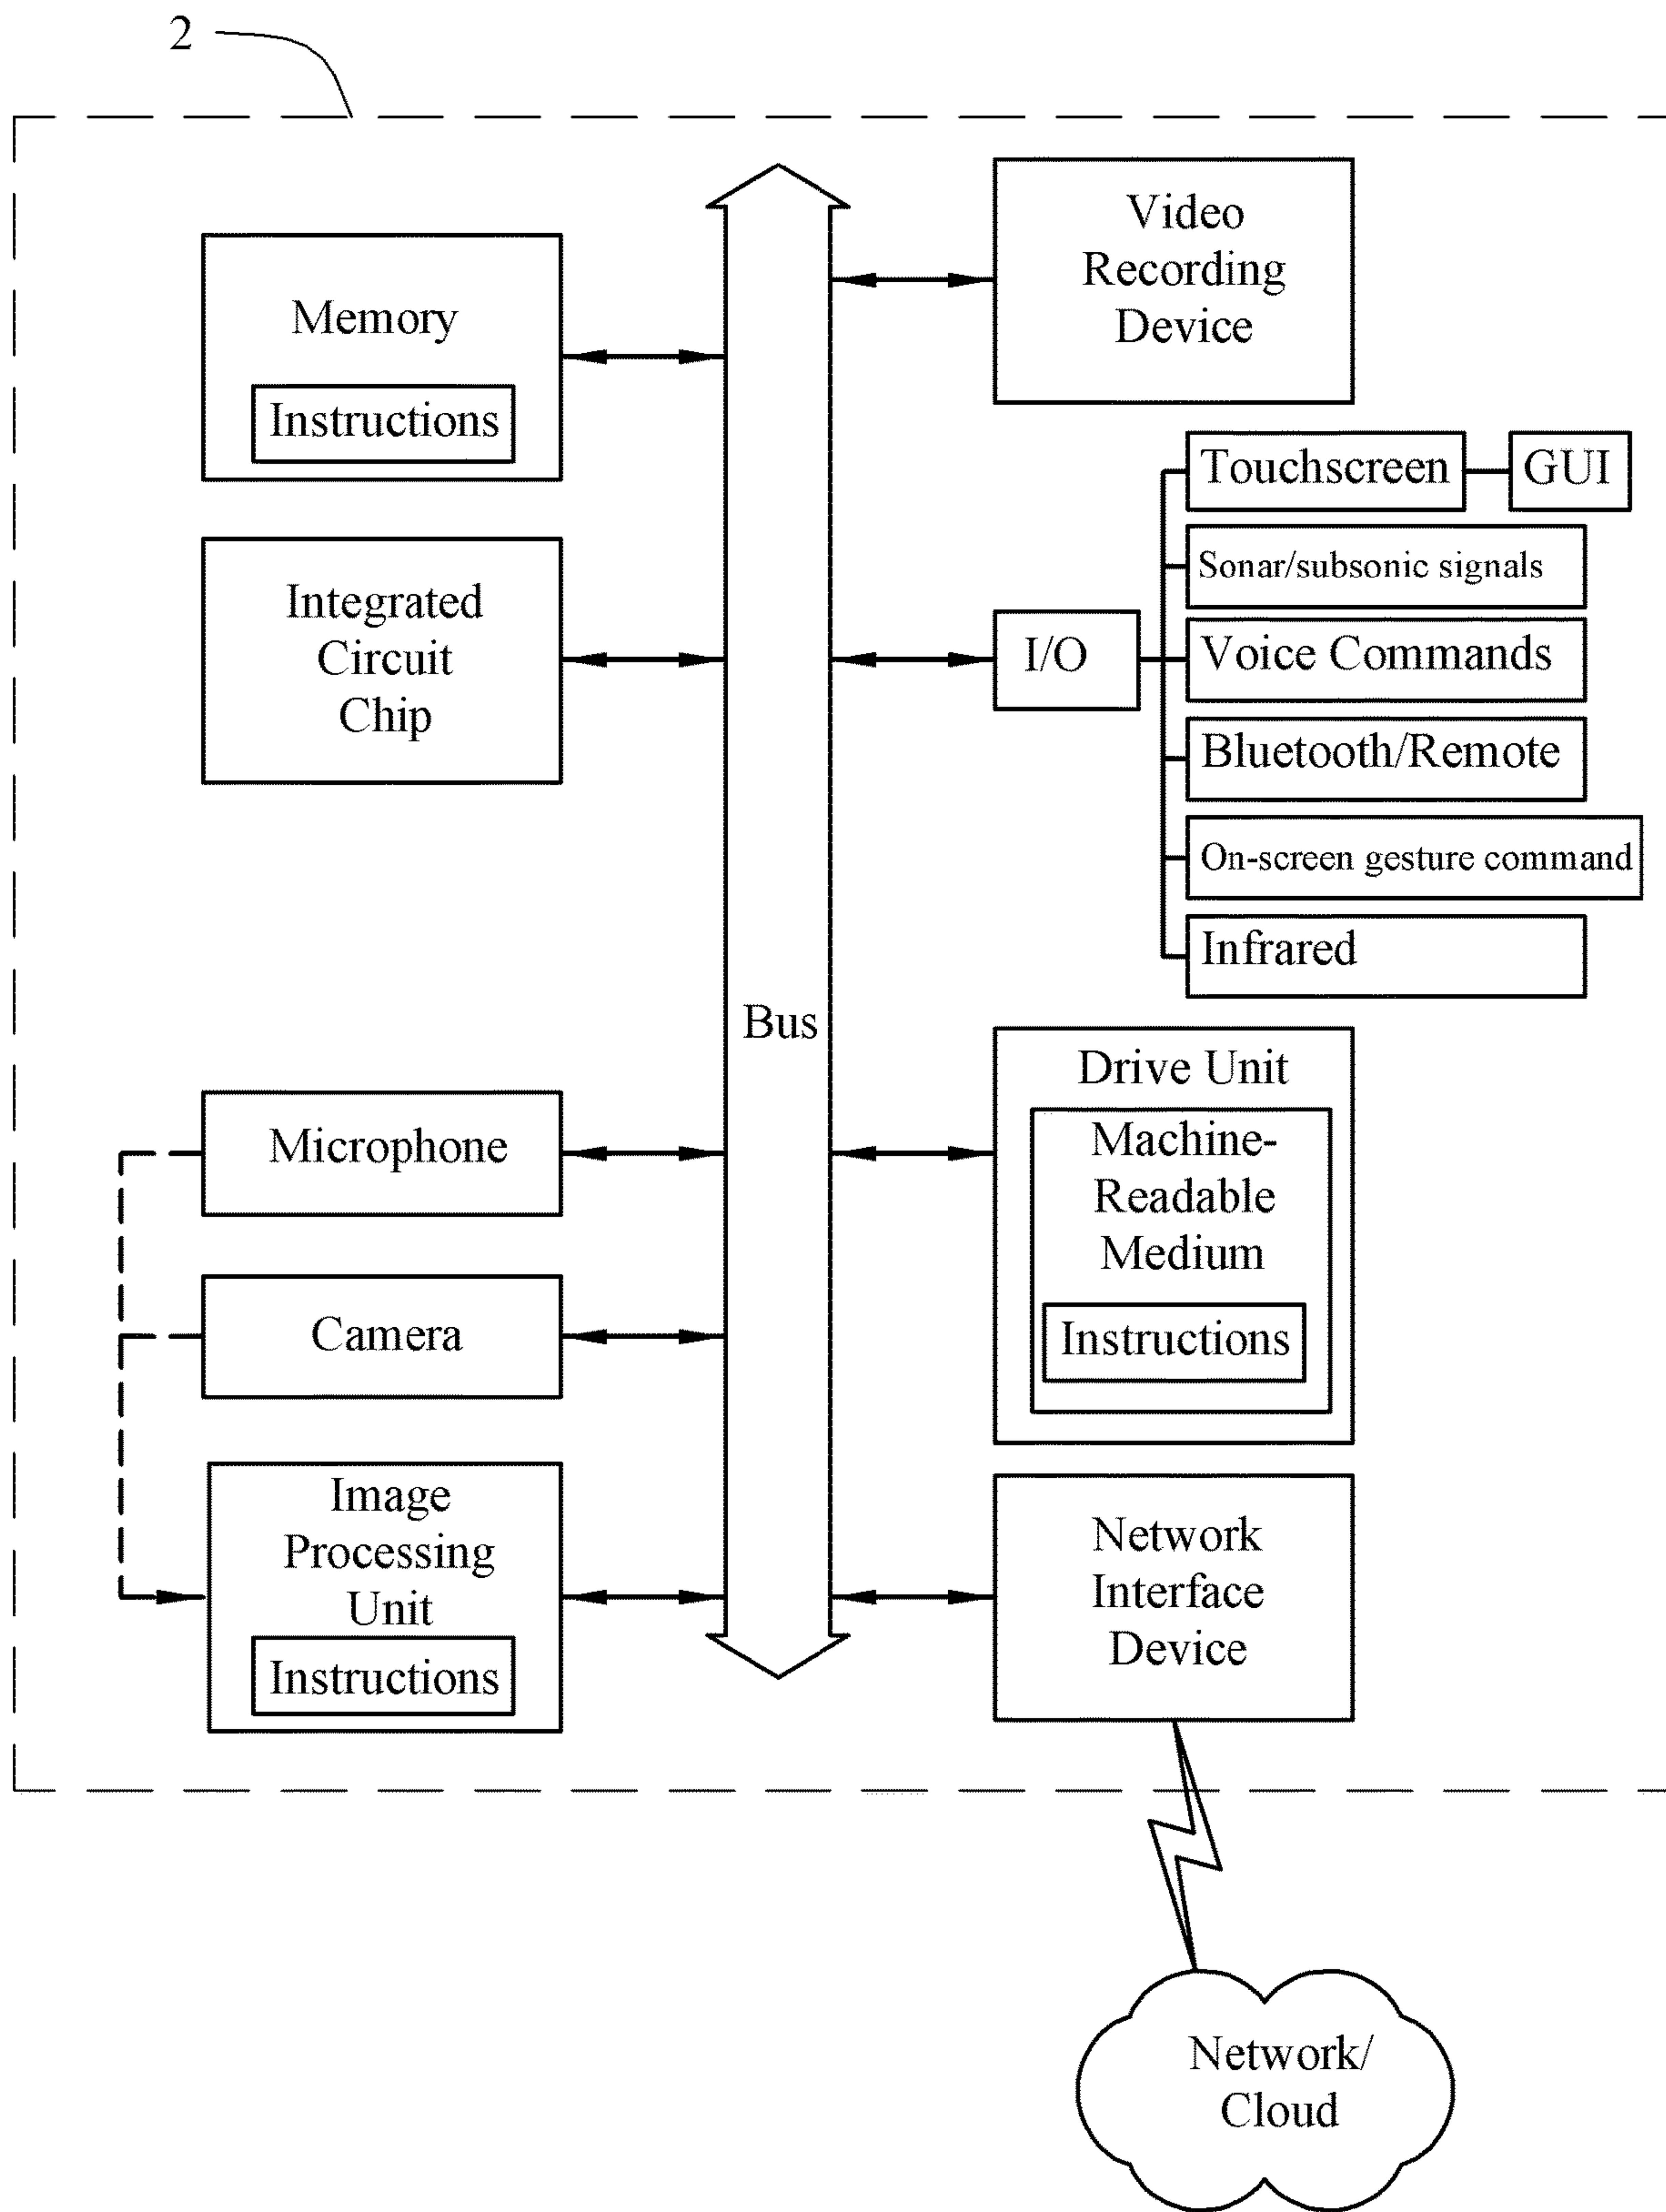 2
Memory
Instructions
Integrated
Circuit
Chip
Microphone
Camera
Image
Processing
Unit
Instructions
Bus
Video
Recording
Device
I/O
Touchscreen
GUI
Sonar/subsonic signals
Voice Commands
Bluetooth/Remote
On-screen gesture command
Infrared
Drive Unit
Machine-
Readable
Medium
Instructions
Network
Interface
Device
Network/
Cloud